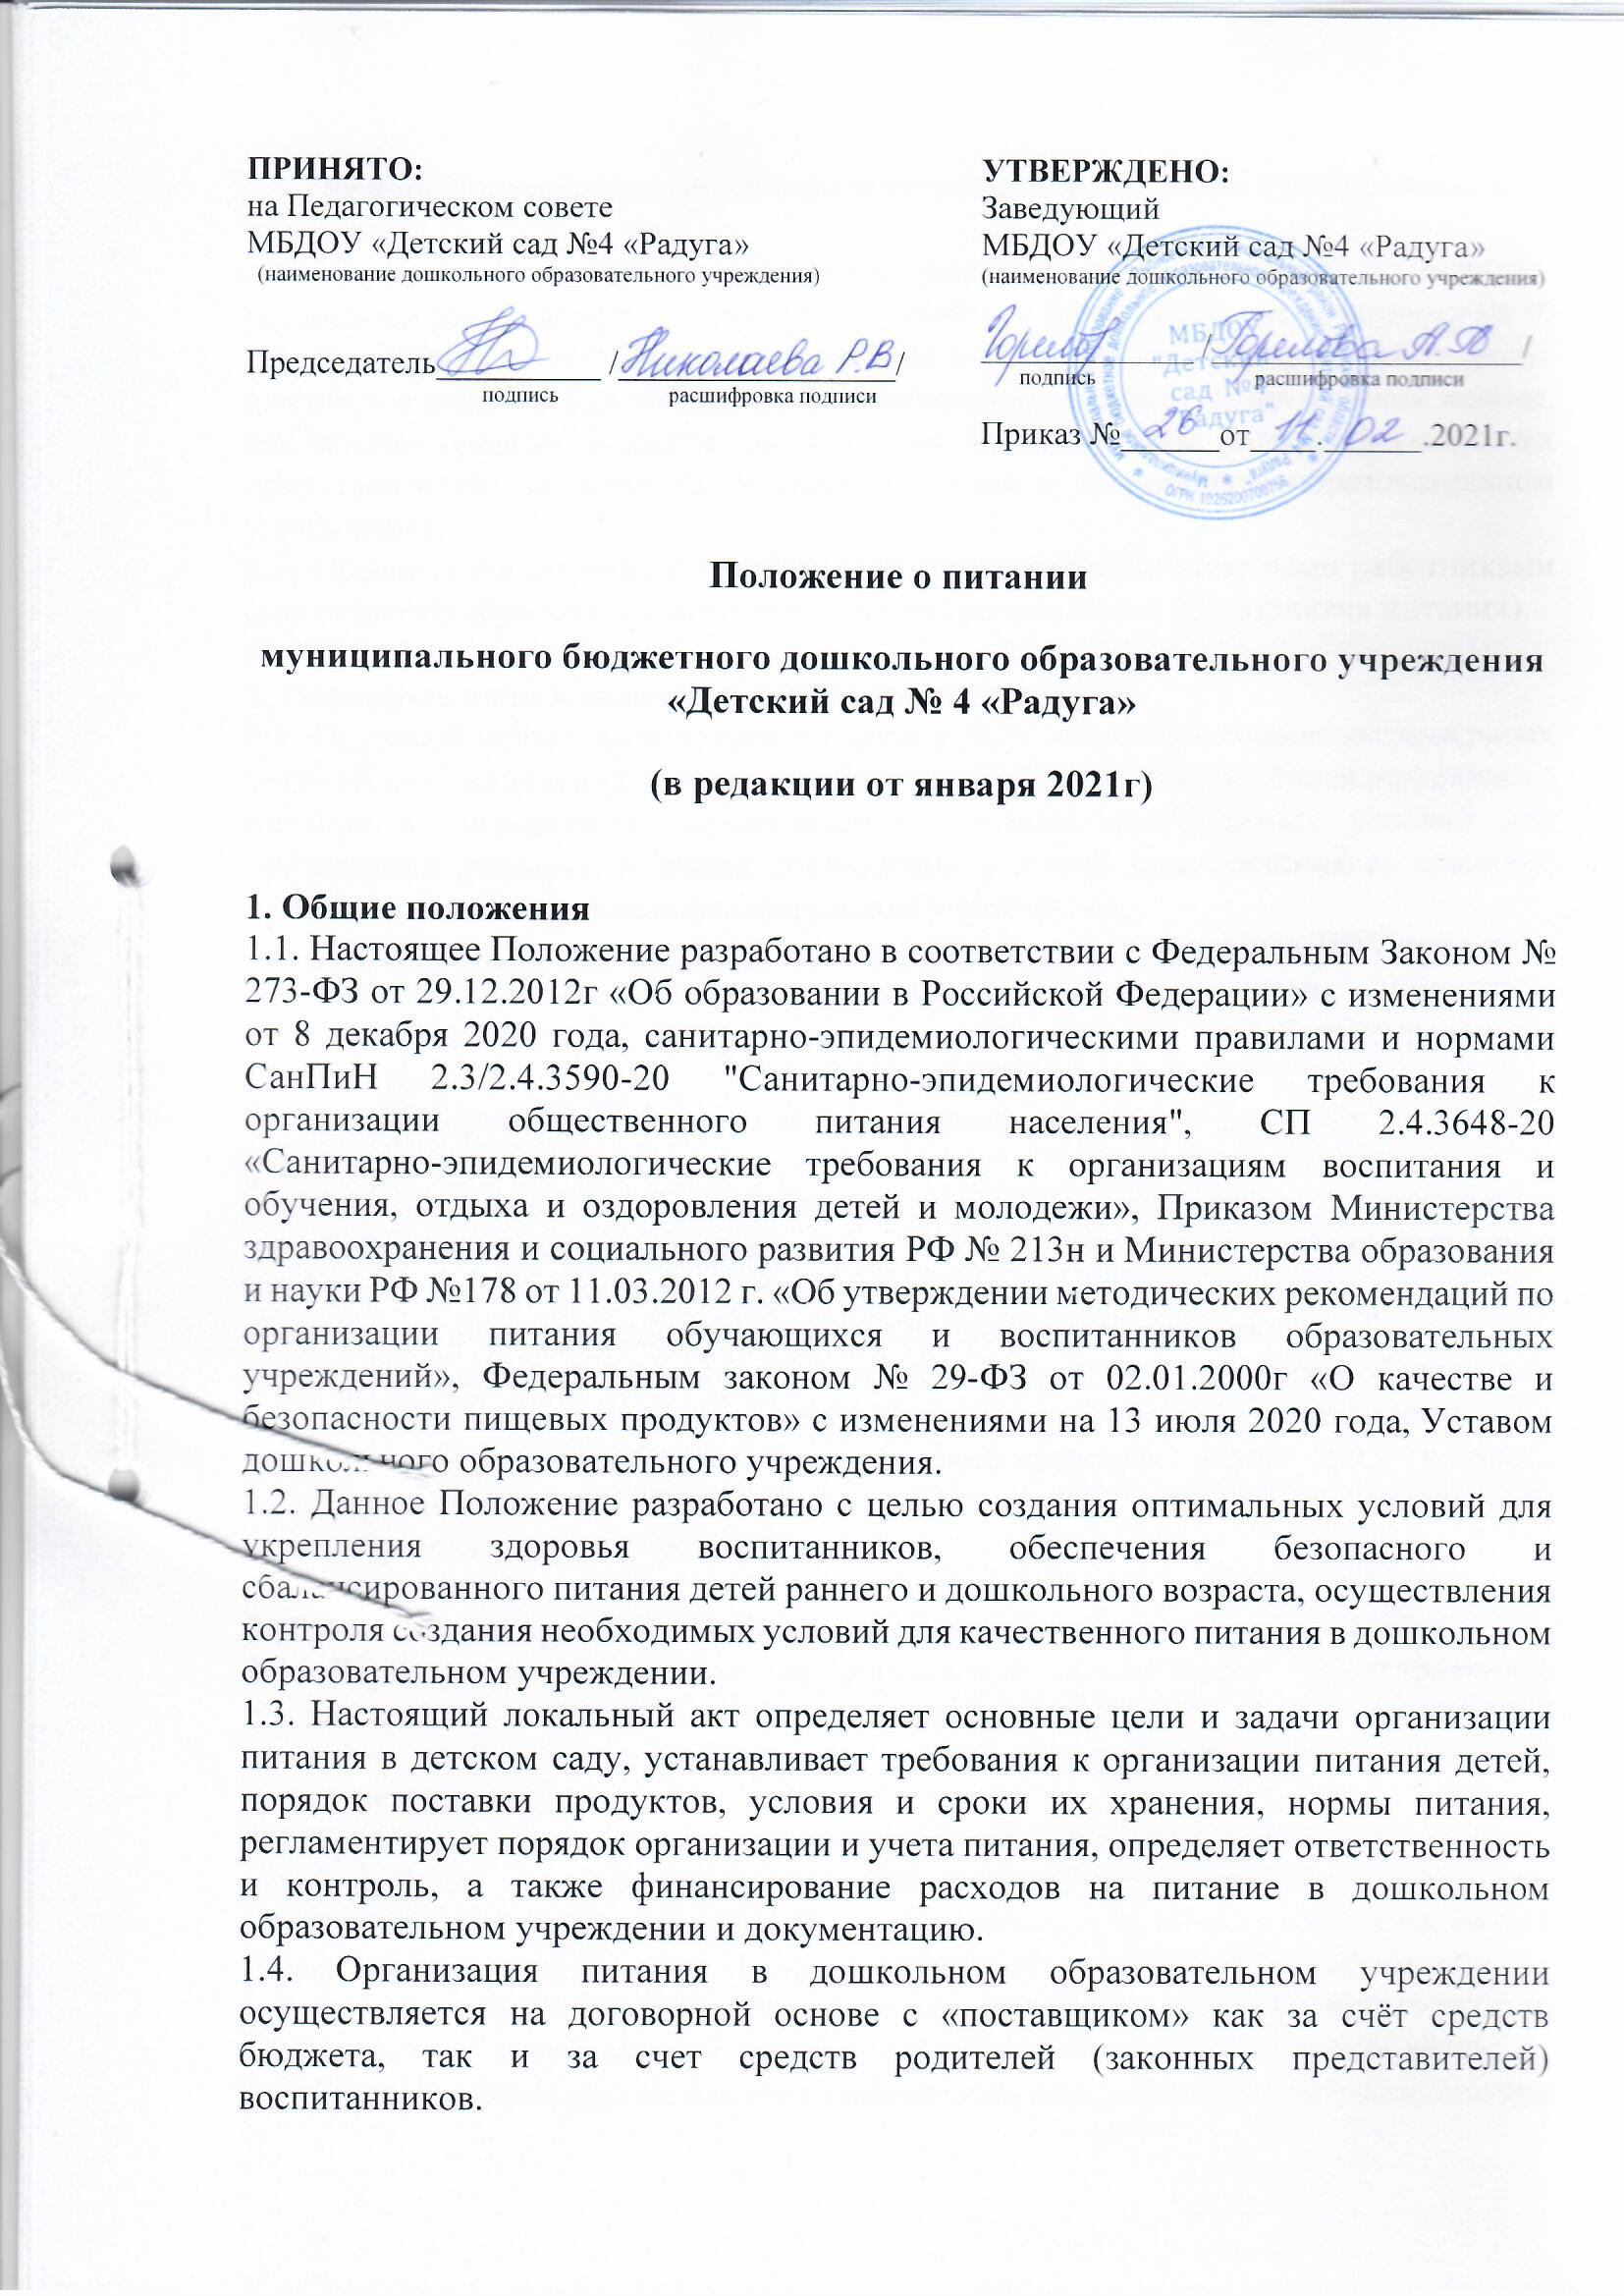 ПРИНЯТО:
на Педагогическом совете
МБДОУ «Детский сад №4 «Радуга»
(наименование дошкольного образовательного учреждения)
Председатель____________ /Николаева Р.В/
подпись расшифровка подписи
УТВЕРЖДЕНО:
Заведующий
МБДОУ «Детский сад №4 «Радуга»
(наименование дошкольного образовательного учреждения)
/Горелова А.В/
подпись расшифровка подписи
Приказ № 26 от 11.02.2021г.
МБДОУ
"Детский
сад №4
"Радуга"
ОГРН 1026200700756
Положение о питании
муниципального бюджетного дошкольного образовательного учреждения
«Детский сад № 4 «Радуга»
(в редакции от января 2021г)
1. Общие положения
1.1. Настоящее Положение разработано в соответствии с Федеральным Законом №
273-ФЗ от 29.12.2012г «Об образовании в Российской Федерации» с изменениями
от 8 декабря 2020 года, санитарно-эпидемиологическими правилами и нормами
СанПиН 2.3/2.4.3590-20 "Санитарно-эпидемиологические требования к
организации общественного питания населения", СП 2.4.3648-20
«Санитарно-эпидемиологические требования к организациям воспитания и
обучения, отдыха и оздоровления детей и молодежи», Приказом Министерства
здравоохранения и социального развития РФ № 213н и Министерства образования
и науки РФ №178 от 11.03.2012 г. «Об утверждении методических рекомендаций по
организации питания обучающихся и воспитанников образовательных
учреждений», Федеральным законом № 29-ФЗ от 02.01.2000г «О качестве и
безопасности пищевых продуктов» с изменениями на 13 июля 2020 года, Уставом
дошкольного образовательного учреждения.
1.2. Данное Положение разработано с целью создания оптимальных условий для
укрепления здоровья воспитанников, обеспечения безопасного и
сбалансированного питания детей раннего и дошкольного возраста, осуществления
контроля создания необходимых условий для качественного питания в дошкольном
образовательном учреждении.
1.3. Настоящий локальный акт определяет основные цели и задачи организации
питания в детском саду, устанавливает требования к организации питания детей,
порядок поставки продуктов, условия и сроки их хранения, нормы питания,
регламентирует порядок организации и учета питания, определяет ответственность
и контроль, а также финансирование расходов на питание в дошкольном
образовательном учреждении и документацию.
1.4. Организация питания в дошкольном образовательном учреждении
осуществляется на договорной основе с «поставщиком» как за счёт средств
бюджета, так и за счет средств родителей (законных представителей)
воспитанников.